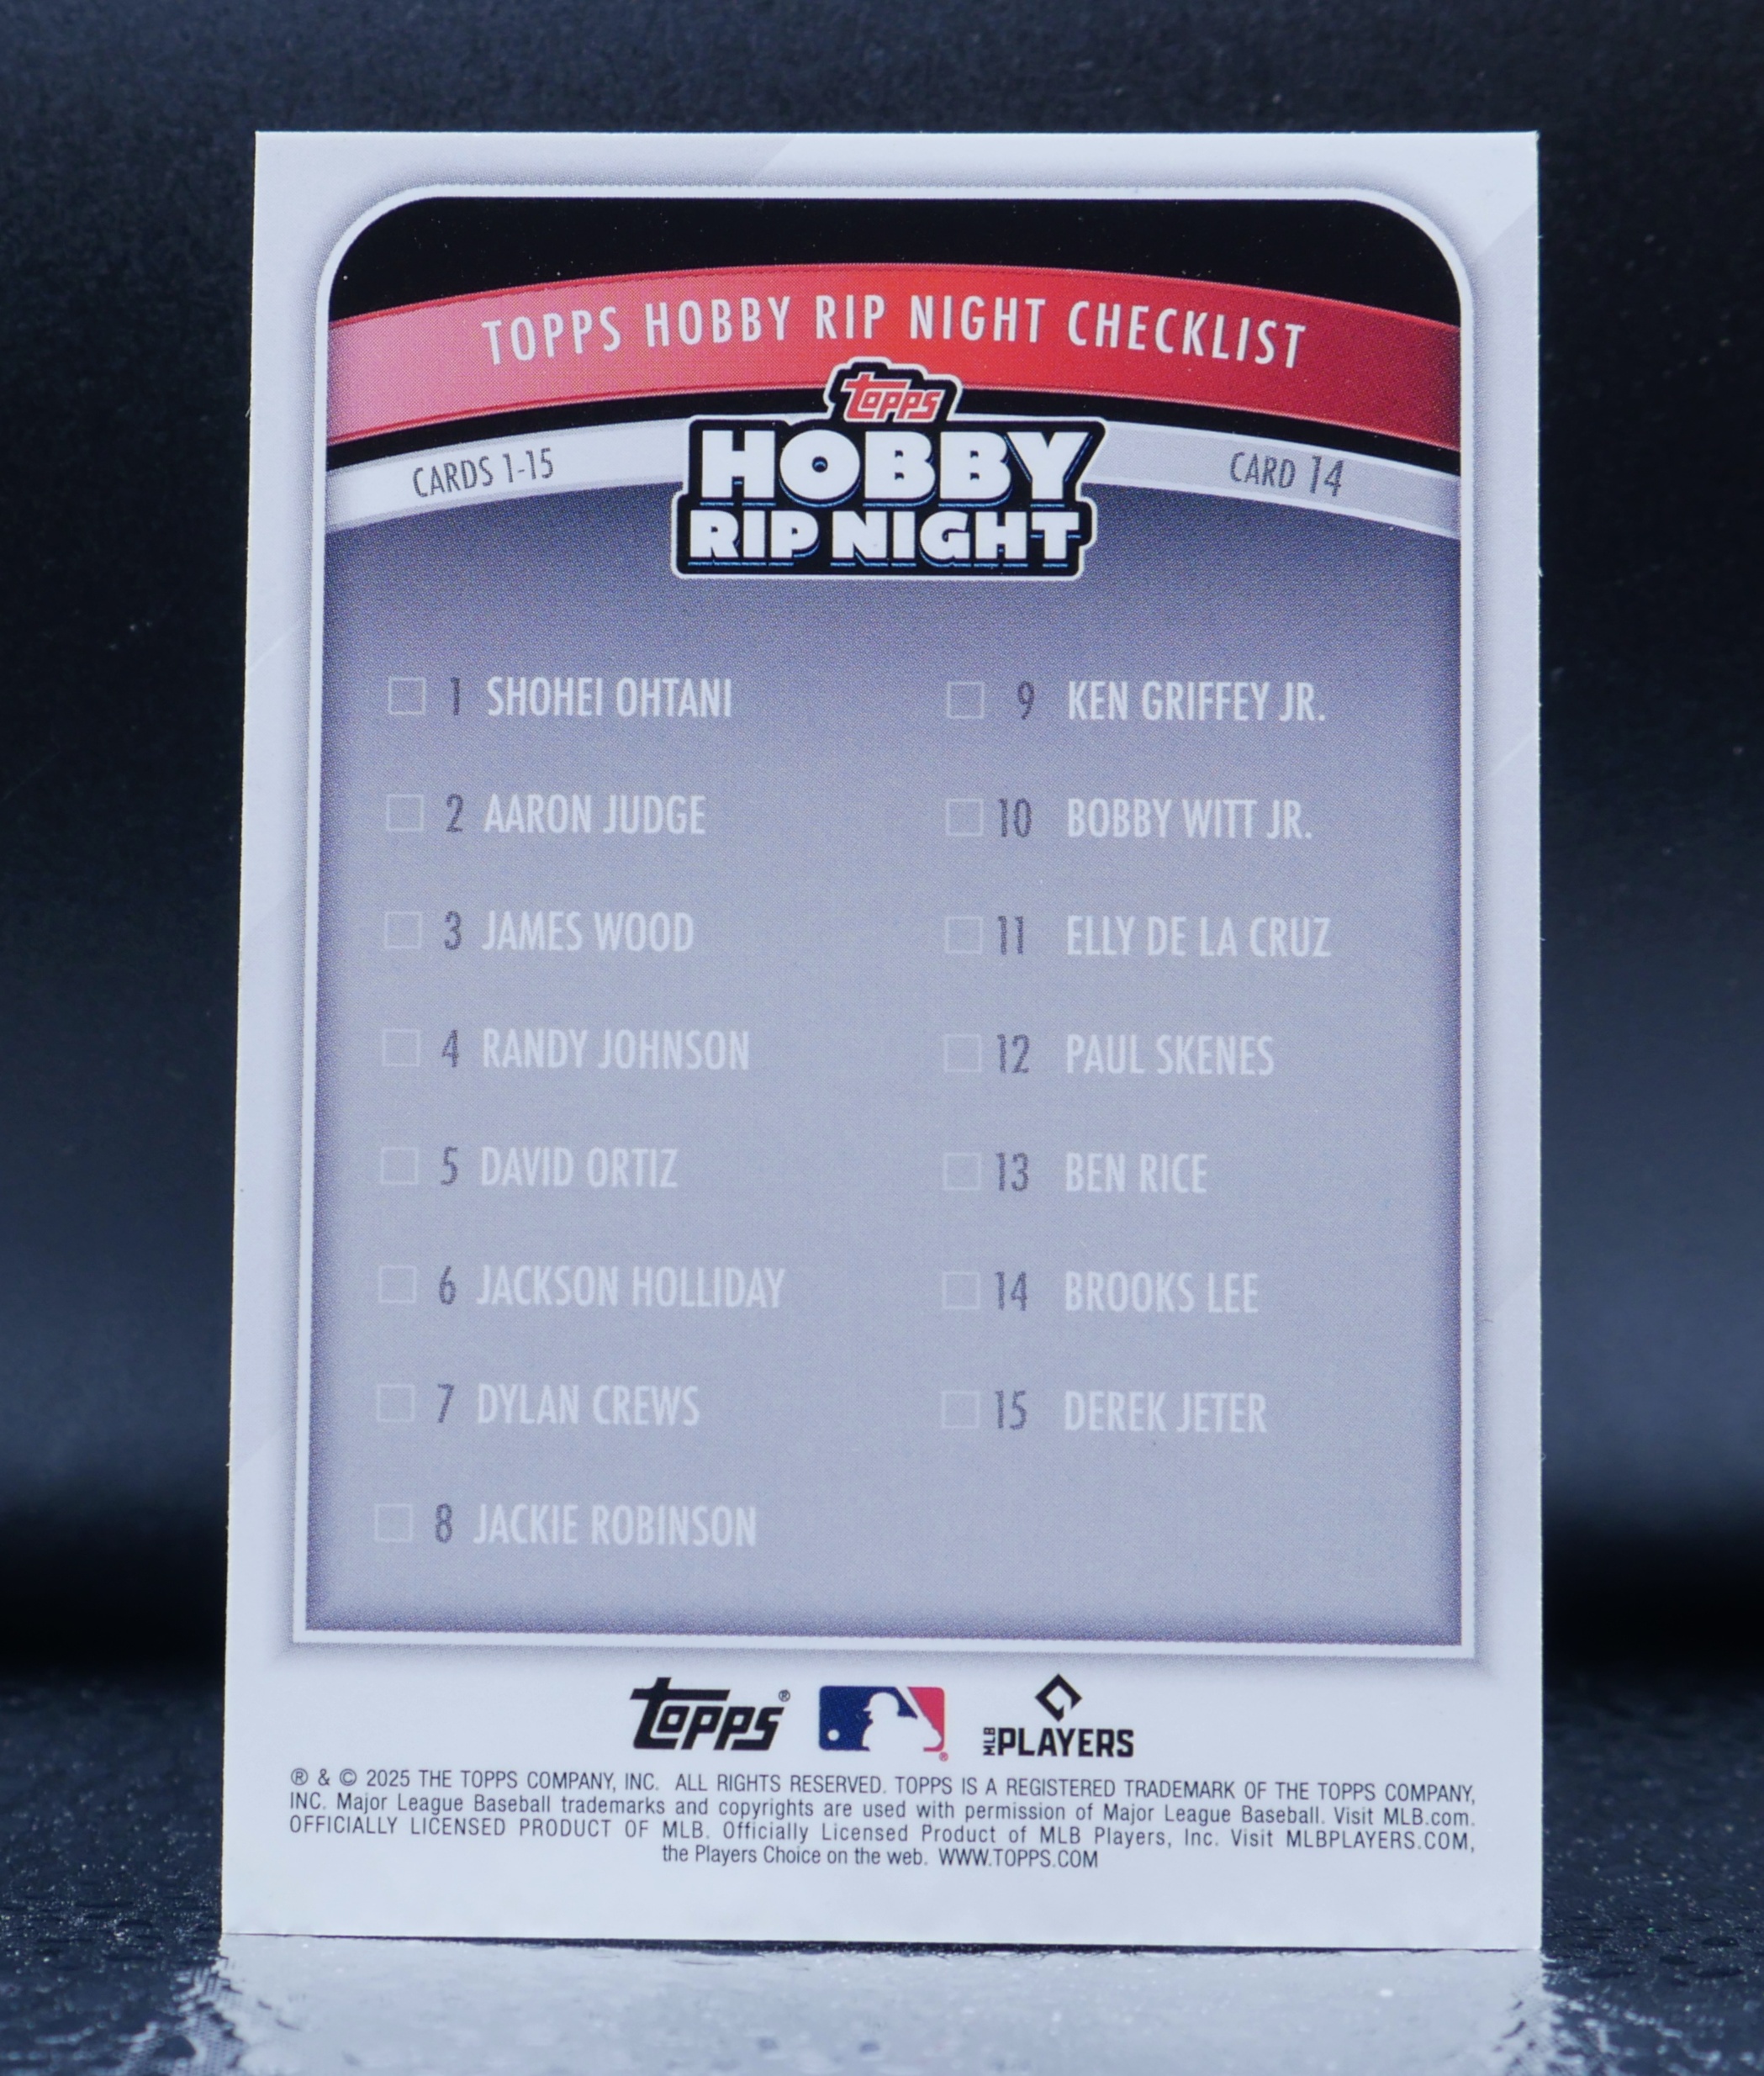 TOPPS HOBBY RIP NIGHT CHECKLIST
CARDS 1-15
topps
HOBBY
RIP NIGHT
CARD 14
1 SHOHEI OHTANI
2 AARON JUDGE
3 JAMES WOOD
4 RANDY JOHNSON
5 DAVID ORTIZ
6 JACKSON HOLLIDAY
7 DYLAN CREWS
8 JACKIE ROBINSON
9 KEN GRIFFEY JR.
10 BOBBY WITT JR.
11 ELLY DE LA CRUZ
12 PAUL SKENES
13 BEN RICE
14 BROOKS LEE
15 DEREK JETER
topps® ® MLB PLAYERS
® & © 2025 THE TOPPS COMPANY, INC. ALL RIGHTS RESERVED. TOPPS IS A REGISTERED TRADEMARK OF THE TOPPS COMPANY,
INC. Major League Baseball trademarks and copyrights are used with permission of Major League Baseball. Visit MLB.com.
OFFICIALLY LICENSED PRODUCT OF MLB. Officially Licensed Product of MLB Players, Inc. Visit MLBPLAYERS.COM,
the Players Choice on the web. WWW.TOPPS.COM